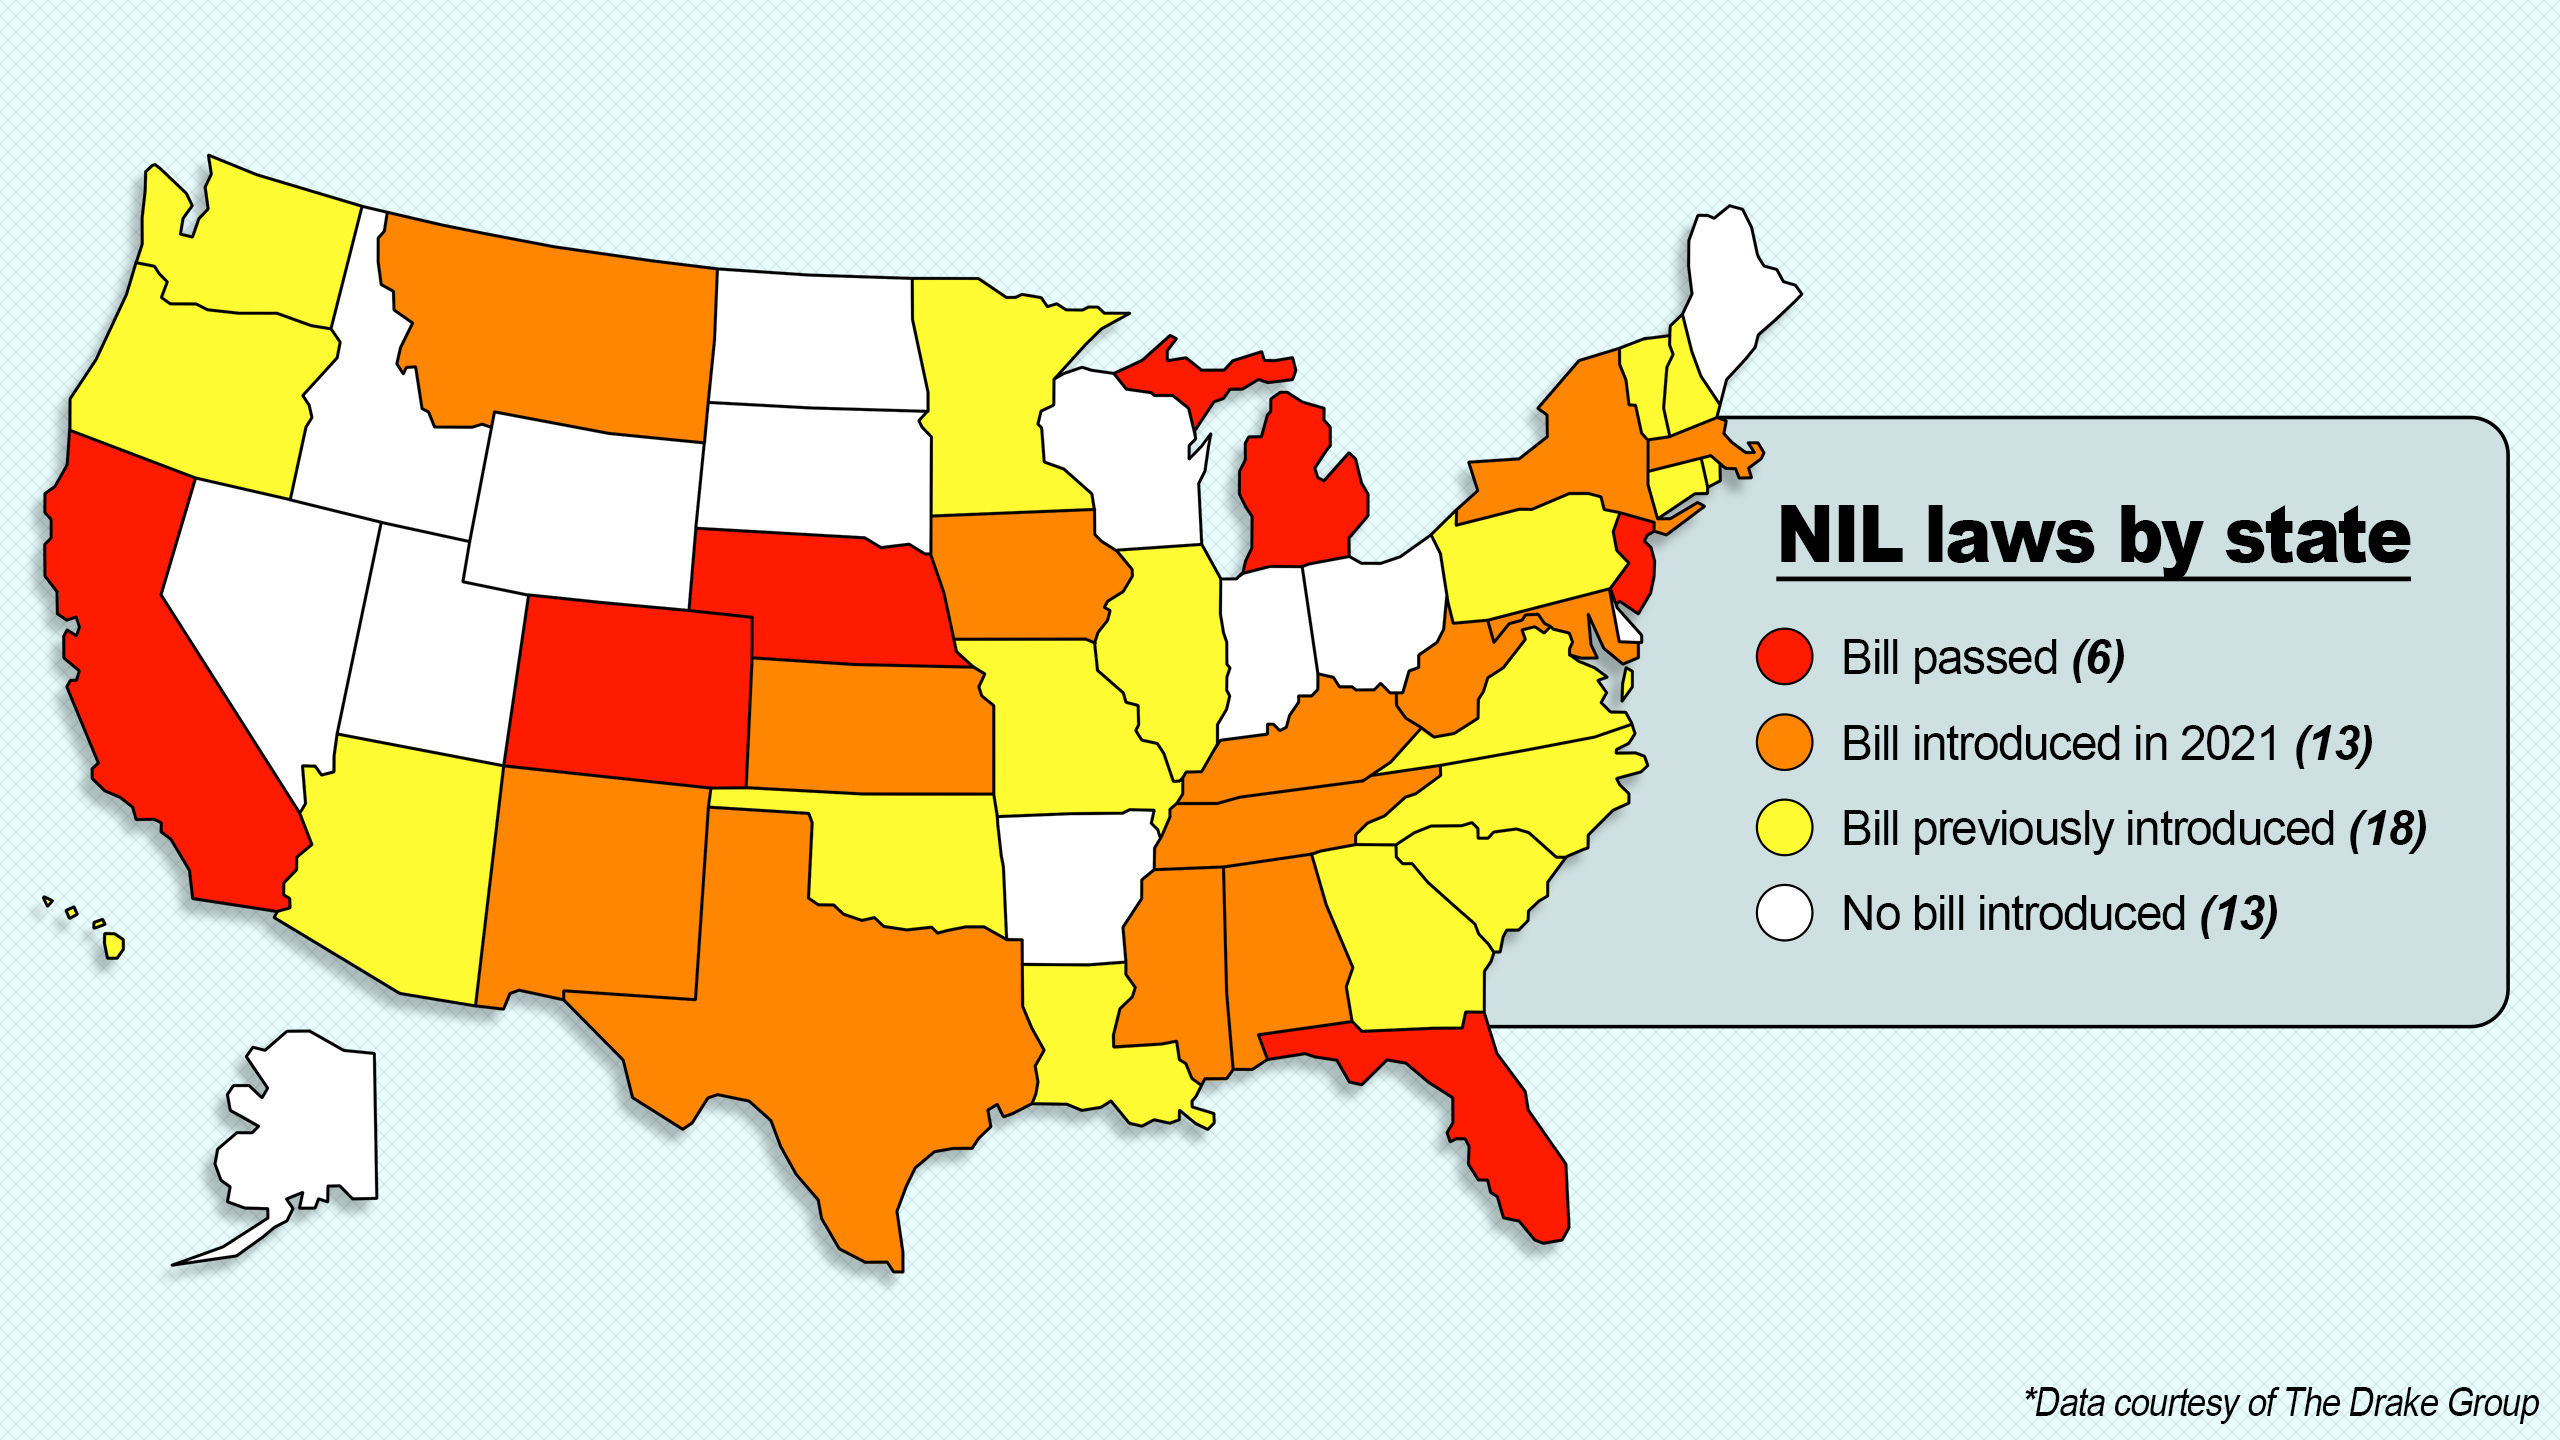 NIL laws by state
Bill passed (6)
Bill introduced in 2021 (13)
Bill previously introduced (18)
No bill introduced (13)
*Data courtesy of The Drake Group